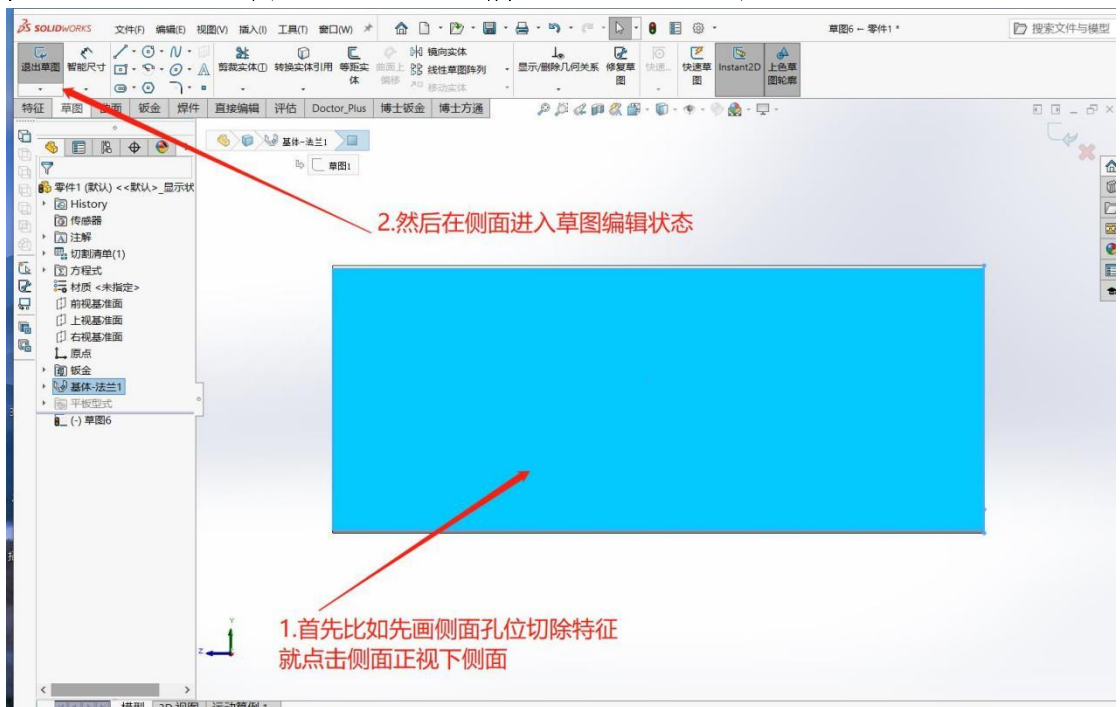 SOLIDWORKS 文件(F) 编辑(E) 视图(V) 插入(I) 工具(T) 窗口(W) 草图6 -- 零件1 * 搜索文件与模型
退出草图 智能尺寸 剪裁实体(T) 转换实体引用 等距实体 曲面上偏移 镜向实体 线性草图阵列 移动实体 显示/删除几何关系 修复草图 快速... 快速草图 Instant2D 上色草图轮廓
特征 草图 曲面 钣金 焊件 直接编辑 评估 Doctor_Plus 博士钣金 博士方通
基体-法兰1
草图1
零件1 (默认) <<默认>_显示状
History
传感器
注解
切割清单(1)
方程式
材质 <未指定>
前视基准面
上视基准面
右视基准面
原点
钣金
基体-法兰1
平板型式
(-) 草图6
2.然后在侧面进入草图编辑状态
1.首先比如先画侧面孔位切除特征
就点击侧面正视下侧面
Y
Z
模型 3D 视图 运动算例 1